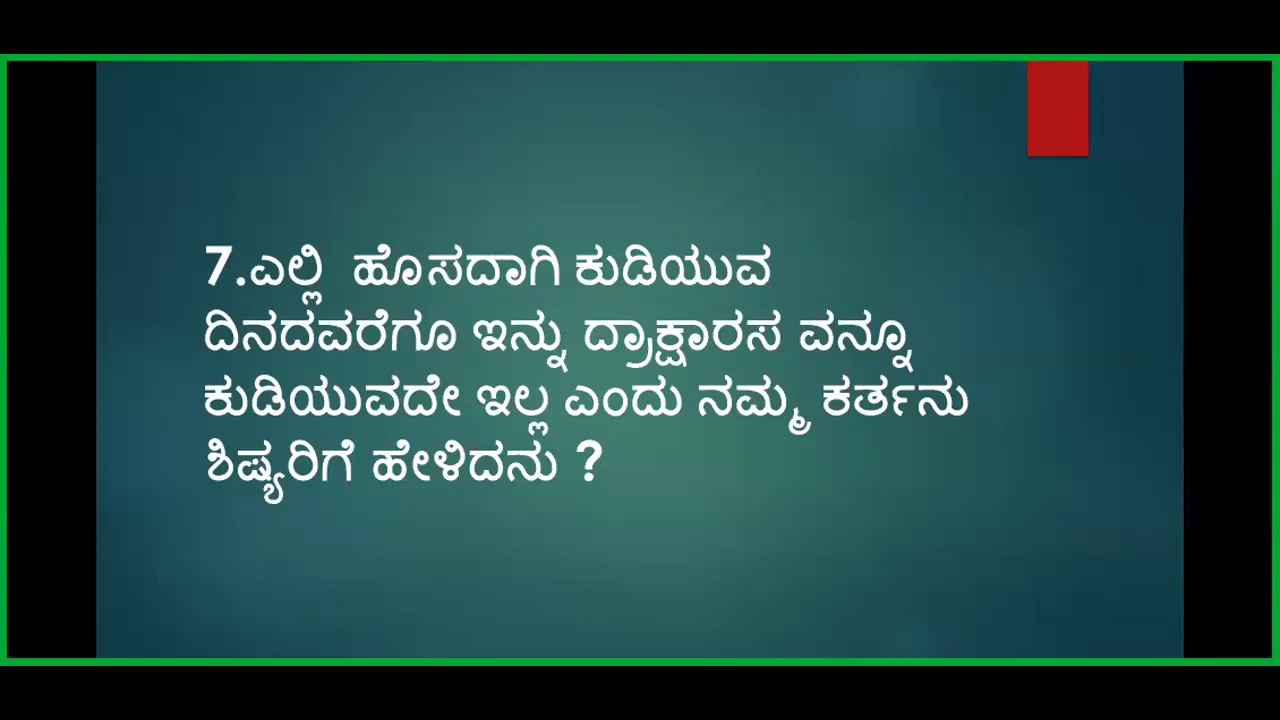 7.ಎಲ್ಲಿ ಹೊಸದಾಗಿ ಕುಡಿಯುವ
ದಿನದವರೆಗೂ ಇನ್ನು ದ್ರಾಕ್ಷಾರಸ ವನ್ನೂ
ಕುಡಿಯುವದೇ ಇಲ್ಲ ಎಂದು ನಮ್ಮ ಕರ್ತನು
ಶಿಷ್ಯರಿಗೆ ಹೇಳಿದನು ?